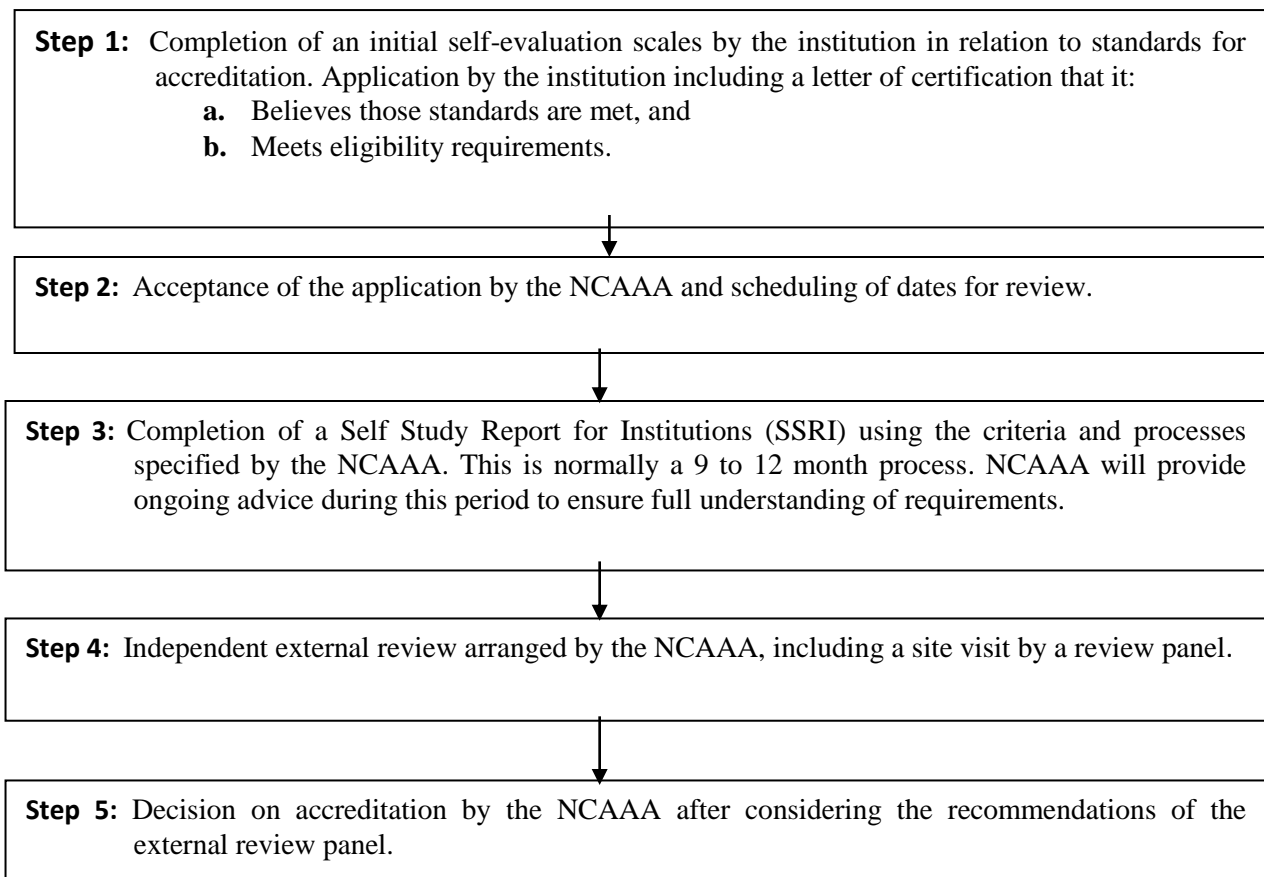 Step 1: Completion of an initial self-evaluation scales by the institution in relation to standards for
accreditation. Application by the institution including a letter of certification that it:
a. Believes those standards are met, and
b. Meets eligibility requirements.
Step 2: Acceptance of the application by the NCAAA and scheduling of dates for review.
Step 3: Completion of a Self Study Report for Institutions (SSRI) using the criteria and processes
specified by the NCAAA. This is normally a 9 to 12 month process. NCAAA will provide
ongoing advice during this period to ensure full understanding of requirements.
Step 4: Independent external review arranged by the NCAAA, including a site visit by a review panel.
Step 5: Decision on accreditation by the NCAAA after considering the recommendations of the
external review panel.